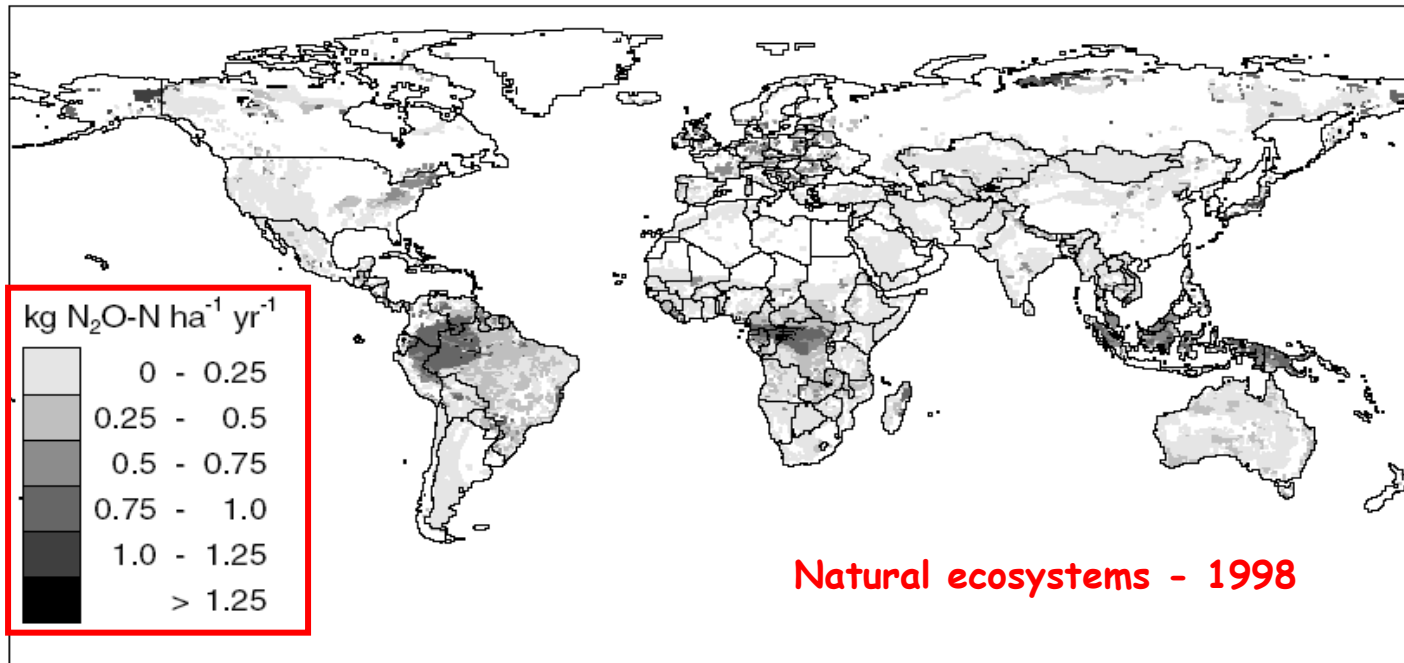 kg N₂O-N ha⁻¹ yr⁻¹
0 - 0.25
0.25 - 0.5
0.5 - 0.75
0.75 - 1.0
1.0 - 1.25
> 1.25
Natural ecosystems - 1998